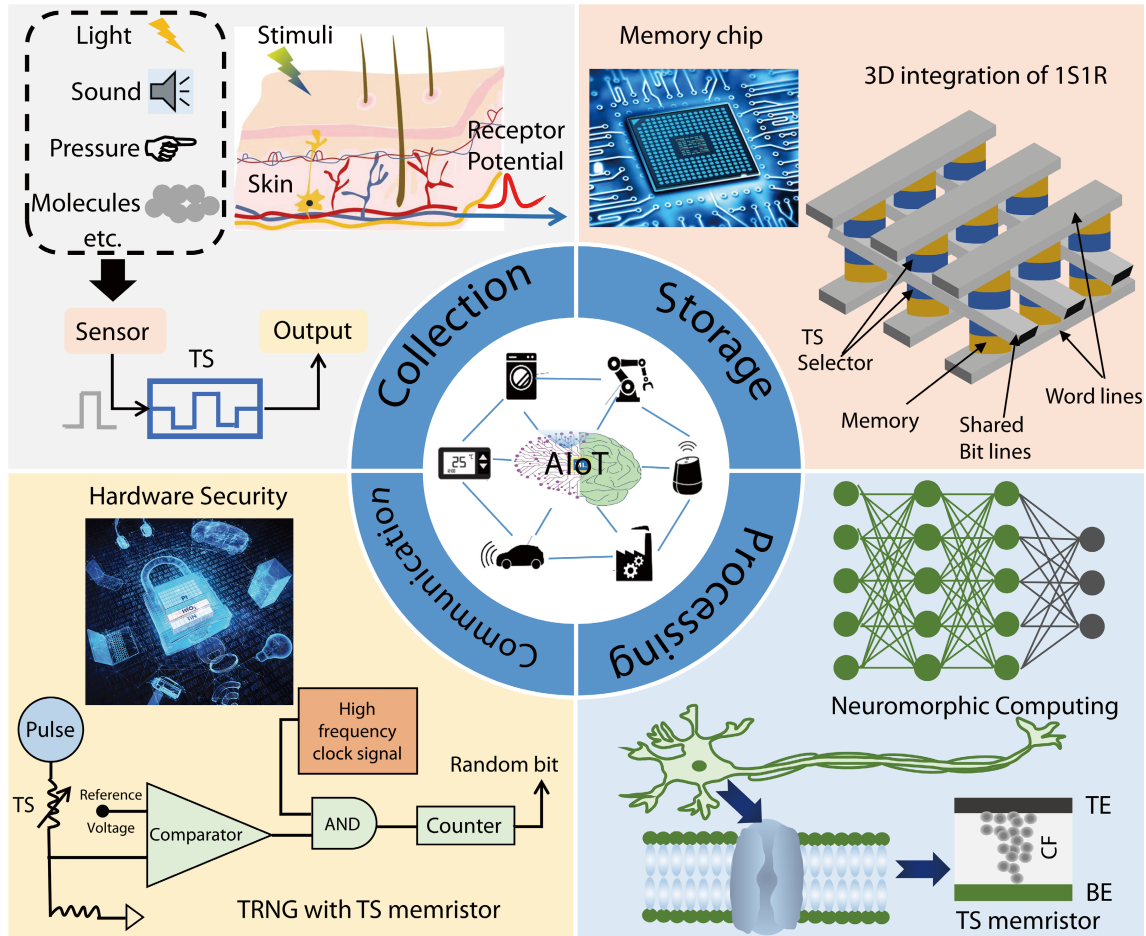 Light
Sound
Pressure
Molecules
etc.
Stimuli
Skin
Receptor
Potential
Sensor
TS
Output
Memory chip
3D integration of 1S1R
TS
Selector
Memory
Shared
Bit lines
Word lines
Collection
Storage
Communication
Processing
AIoT
25 °C
Hardware Security
Pt
HfO₂
TiN
Pulse
TS
Reference
Voltage
Comparator
High
frequency
clock signal
AND
Counter
Random bit
TRNG with TS memristor
Neuromorphic Computing
TE
CF
BE
TS memristor